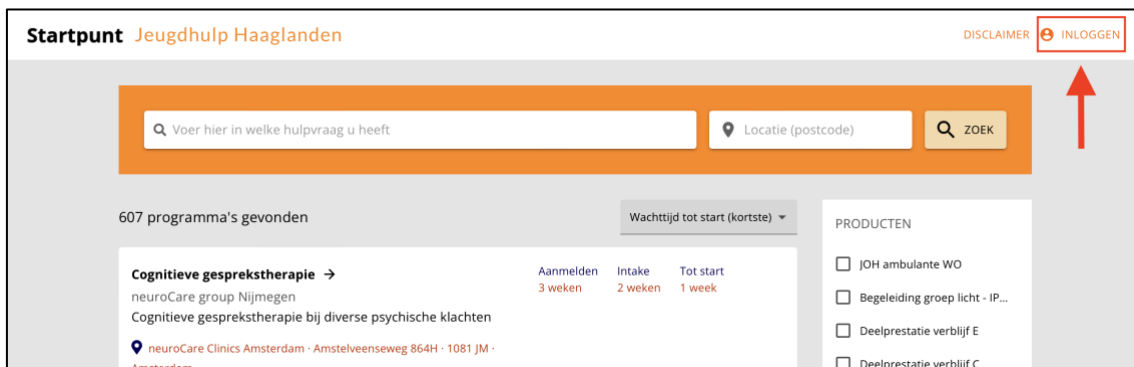 Startpunt Jeugdhulp Haaglanden
DISCLAIMER INLOGGEN
Voer hier in welke hulpvraag u heeft
Locatie (postcode)
ZOEK
607 programma's gevonden
Wachttijd tot start (kortste)
Cognitieve gesprekstherapie →
neuroCare group Nijmegen
Cognitieve gesprekstherapie bij diverse psychische klachten
neuroCare Clinics Amsterdam · Amstelveenseweg 864H · 1081 JM ·
Amsterdam
Aanmelden Intake Tot start
3 weken 2 weken 1 week
PRODUCTEN
JOH ambulante WO
Begeleiding groep licht - IP...
Deelprestatie verblijf E
Deelprestatie verblijf C